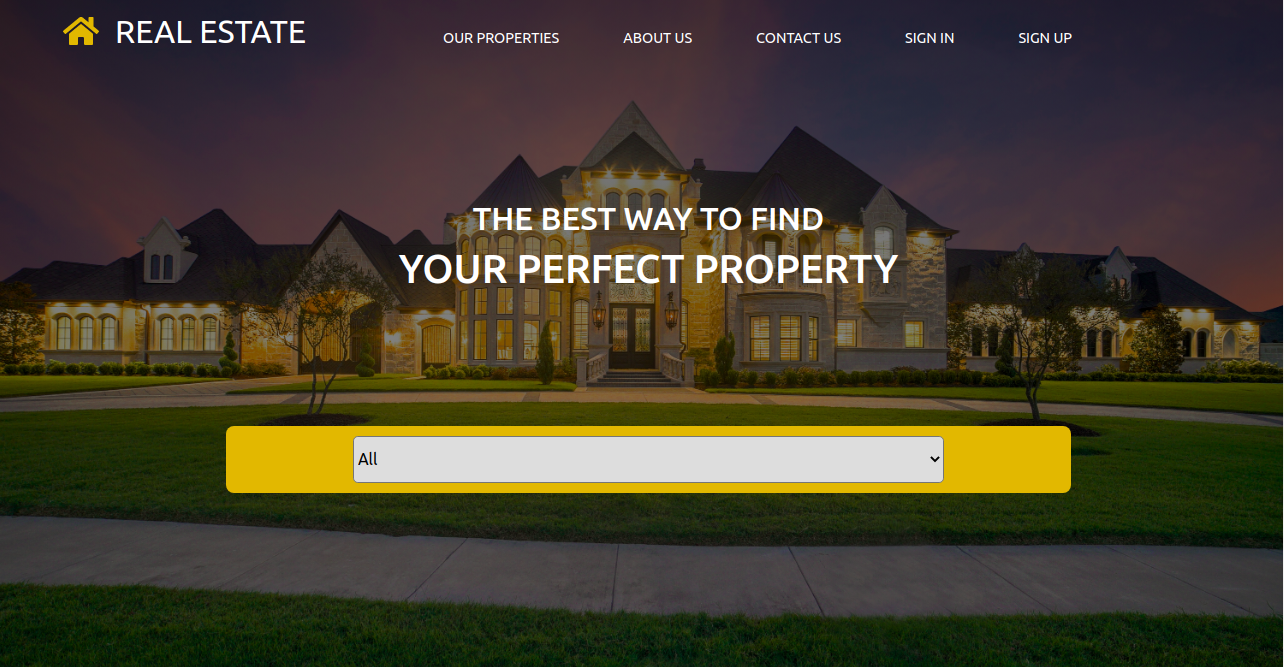 REAL ESTATE
OUR PROPERTIES ABOUT US CONTACT US SIGN IN SIGN UP
THE BEST WAY TO FIND
YOUR PERFECT PROPERTY
All